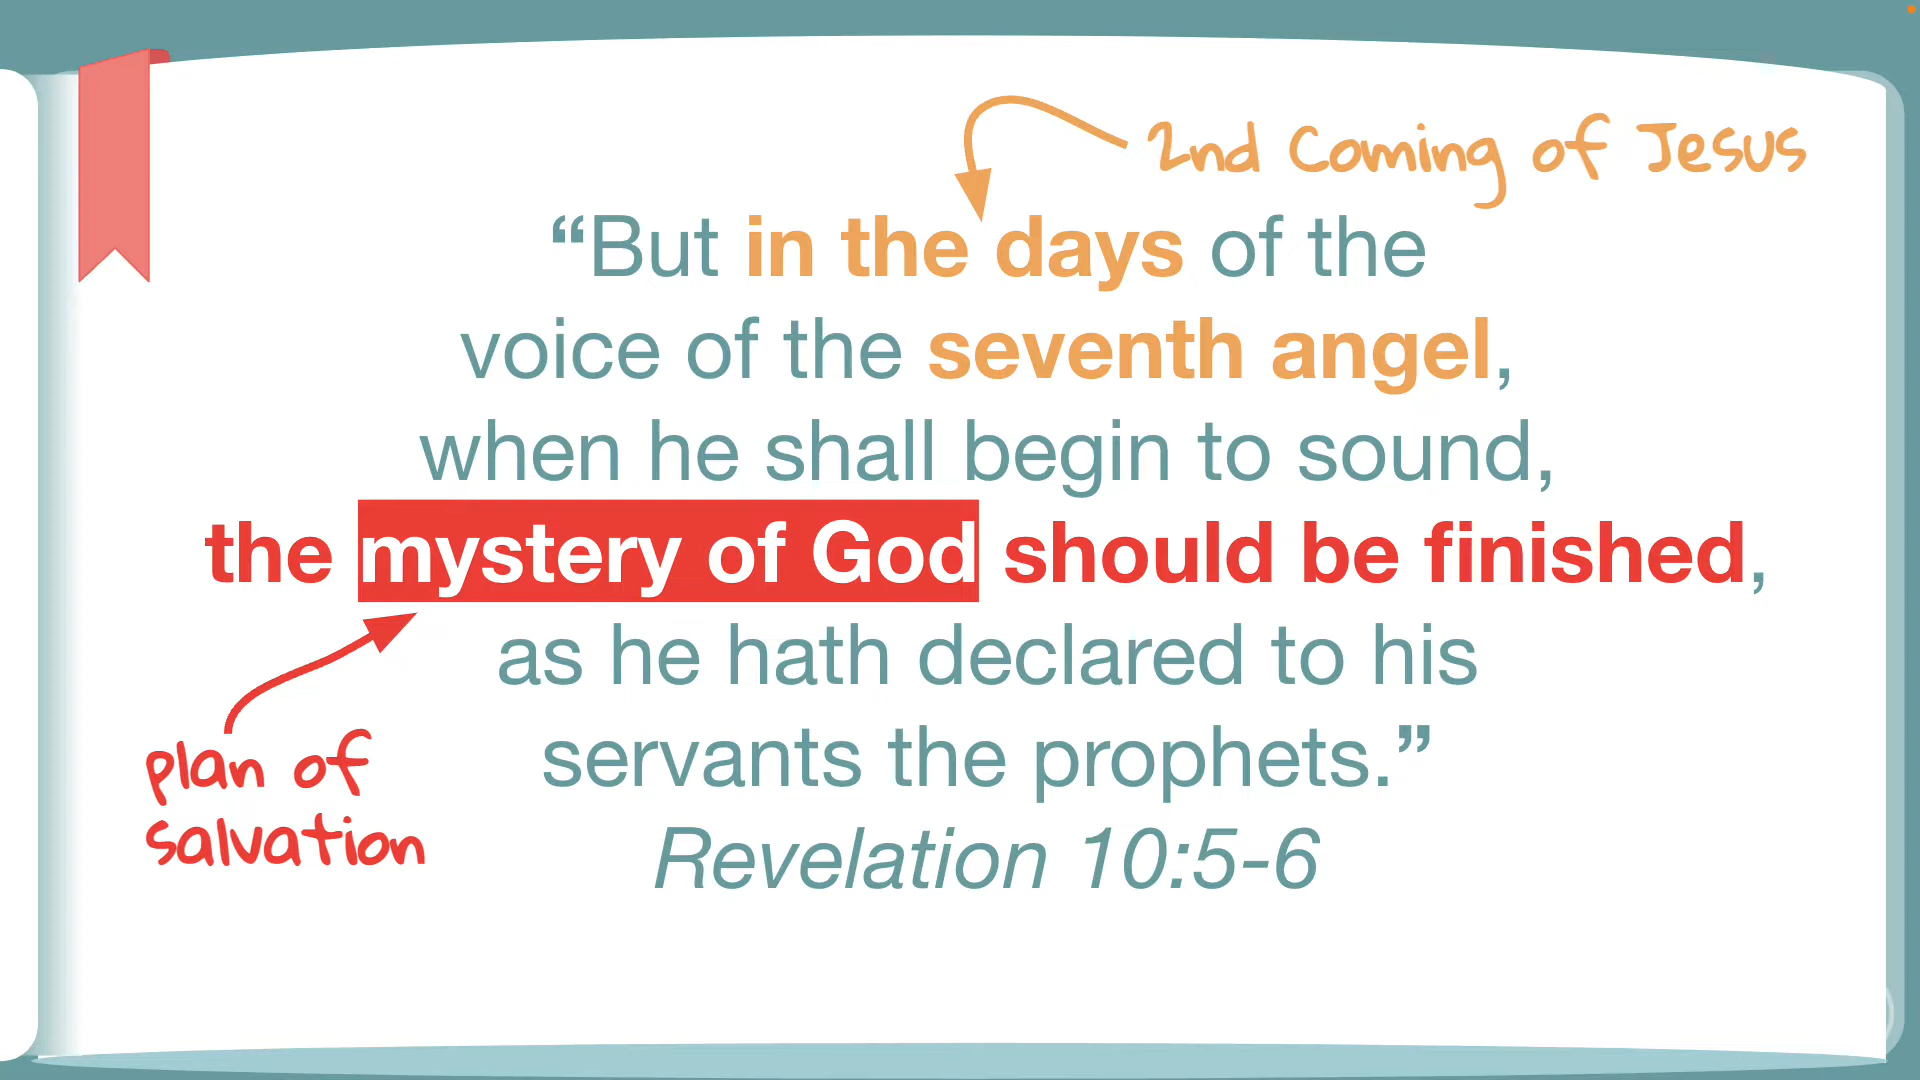 2nd Coming of Jesus
“But in the days of the
voice of the seventh angel,
when he shall begin to sound,
the mystery of God should be finished,
as he hath declared to his
servants the prophets.”
plan of
salvation
Revelation 10:5-6